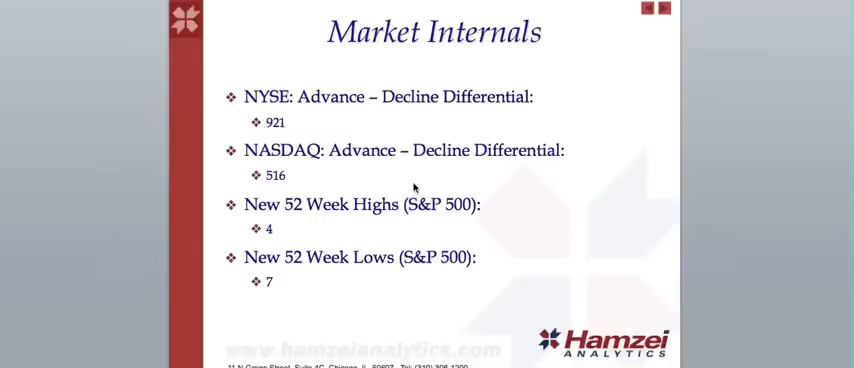 Market Internals
❖ NYSE: Advance – Decline Differential:
❖ 921
❖ NASDAQ: Advance – Decline Differential:
❖ 516
❖ New 52 Week Highs (S&P 500):
❖ 4
❖ New 52 Week Lows (S&P 500):
❖ 7
Hamzei
ANALYTICS
www.hamzeianalytics.com